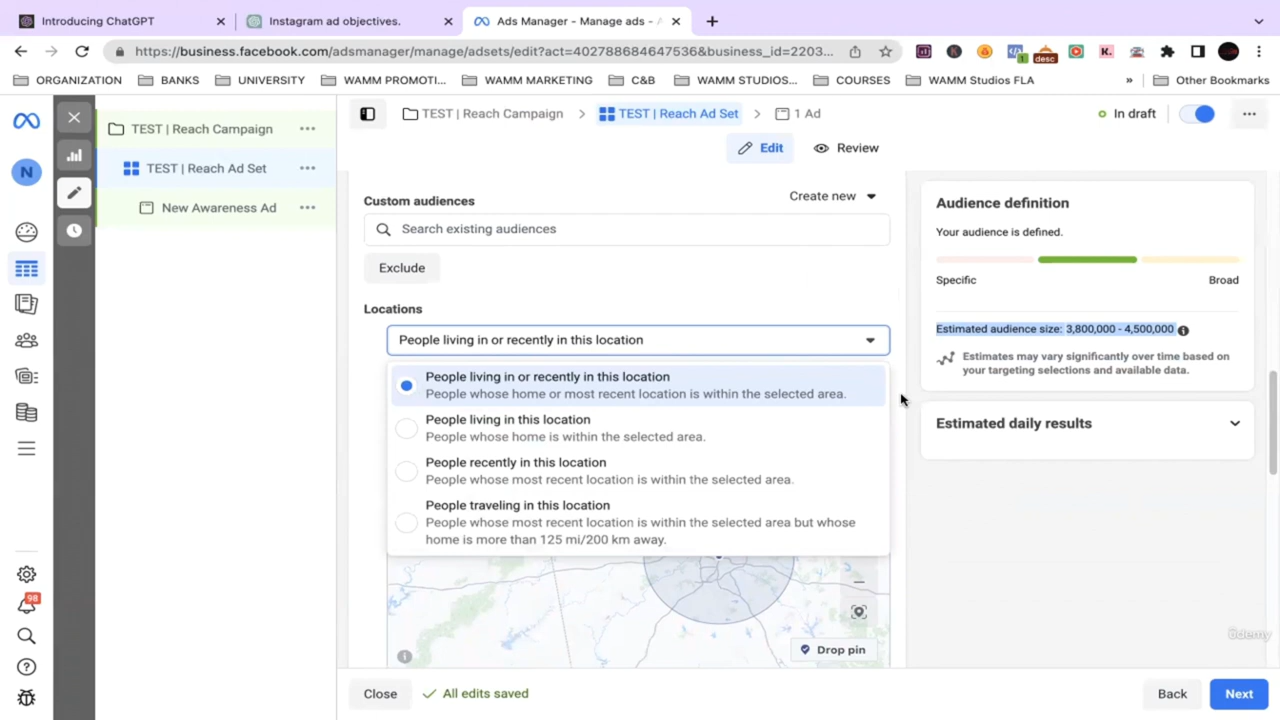 Introducing ChatGPT
Instagram ad objectives.
Ads Manager - Manage ads - A
https://business.facebook.com/adsmanager/manage/adsets/edit?act=402788684647536&business_id=2203...
1
desc
K.
ORGANIZATION
BANKS
UNIVERSITY
WAMM PROMOTI...
WAMM MARKETING
C&B
WAMM STUDIOS...
COURSES
WAMM Studios FLA
»
Other Bookmarks
TEST | Reach Campaign
TEST | Reach Ad Set
New Awareness Ad
N
98
TEST | Reach Campaign
TEST | Reach Ad Set
1 Ad
In draft
Edit
Review
Custom audiences
Create new
Search existing audiences
Exclude
Locations
People living in or recently in this location
People living in or recently in this location
People whose home or most recent location is within the selected area.
People living in this location
People whose home is within the selected area.
People recently in this location
People whose most recent location is within the selected area.
People traveling in this location
People whose most recent location is within the selected area but whose
home is more than 125 mi/200 km away.
Drop pin
Audience definition
Your audience is defined.
Specific
Broad
Estimated audience size: 3,800,000 - 4,500,000
Estimates may vary significantly over time based on
your targeting selections and available data.
Estimated daily results
ûdemy
Close
All edits saved
Back
Next